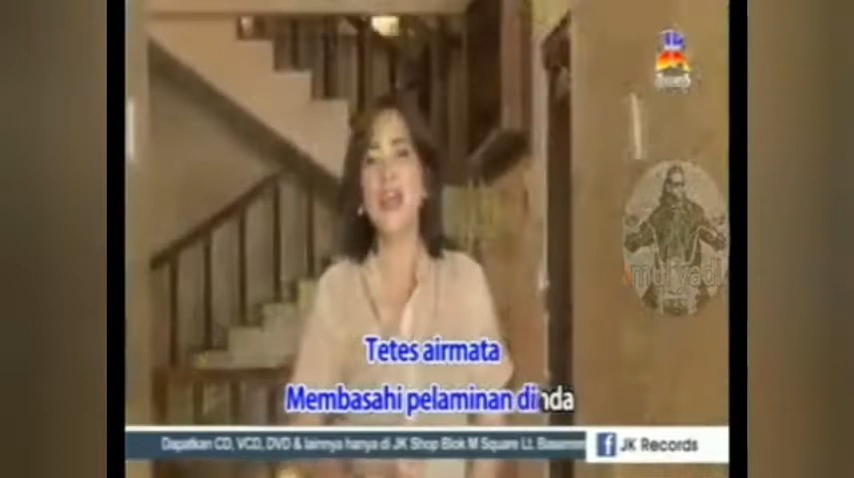 mulyadi
Tetes airmata
Membasahi pelaminan dinda
Dapatkan CD, VCD, DVD & lainnya hanya di JK Shop Blok M Square Lt. Basement
JK Records